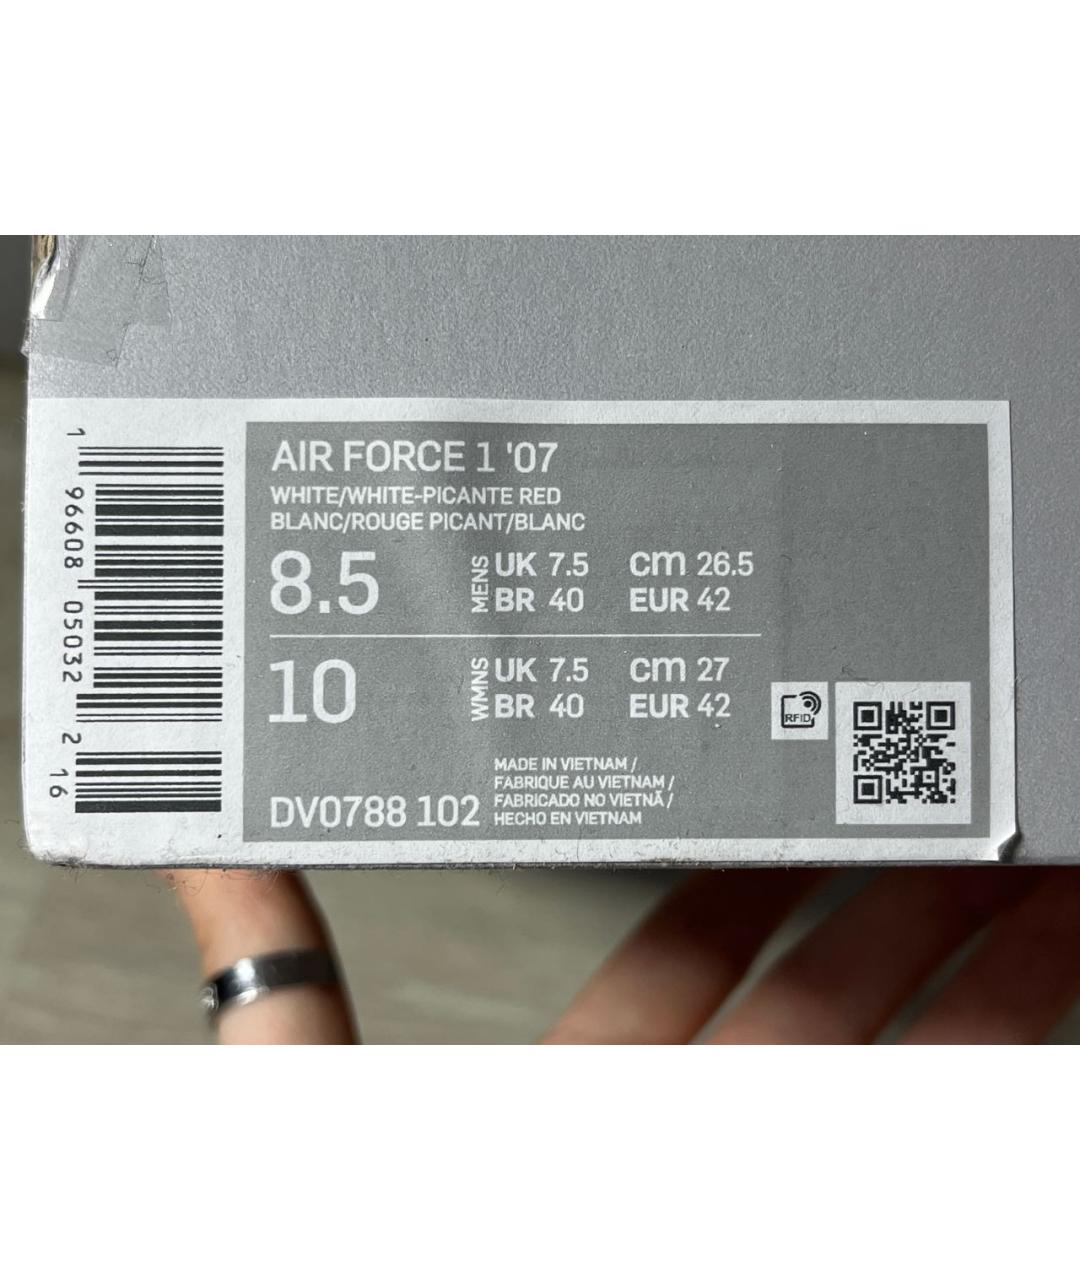 AIR FORCE 1 '07
WHITE/WHITE-PICANTE RED
BLANC/ROUGE PICANT/BLANC
8.5 MENS UK 7.5 cm 26.5
BR 40 EUR 42
10 WMNS UK 7.5 cm 27
BR 40 EUR 42
RFID
MADE IN VIETNAM /
FABRIQUE AU VIETNAM /
FABRICADO NO VIETNÃ /
HECHO EN VIETNAM
DV0788 102
1 96608 05032 2 16